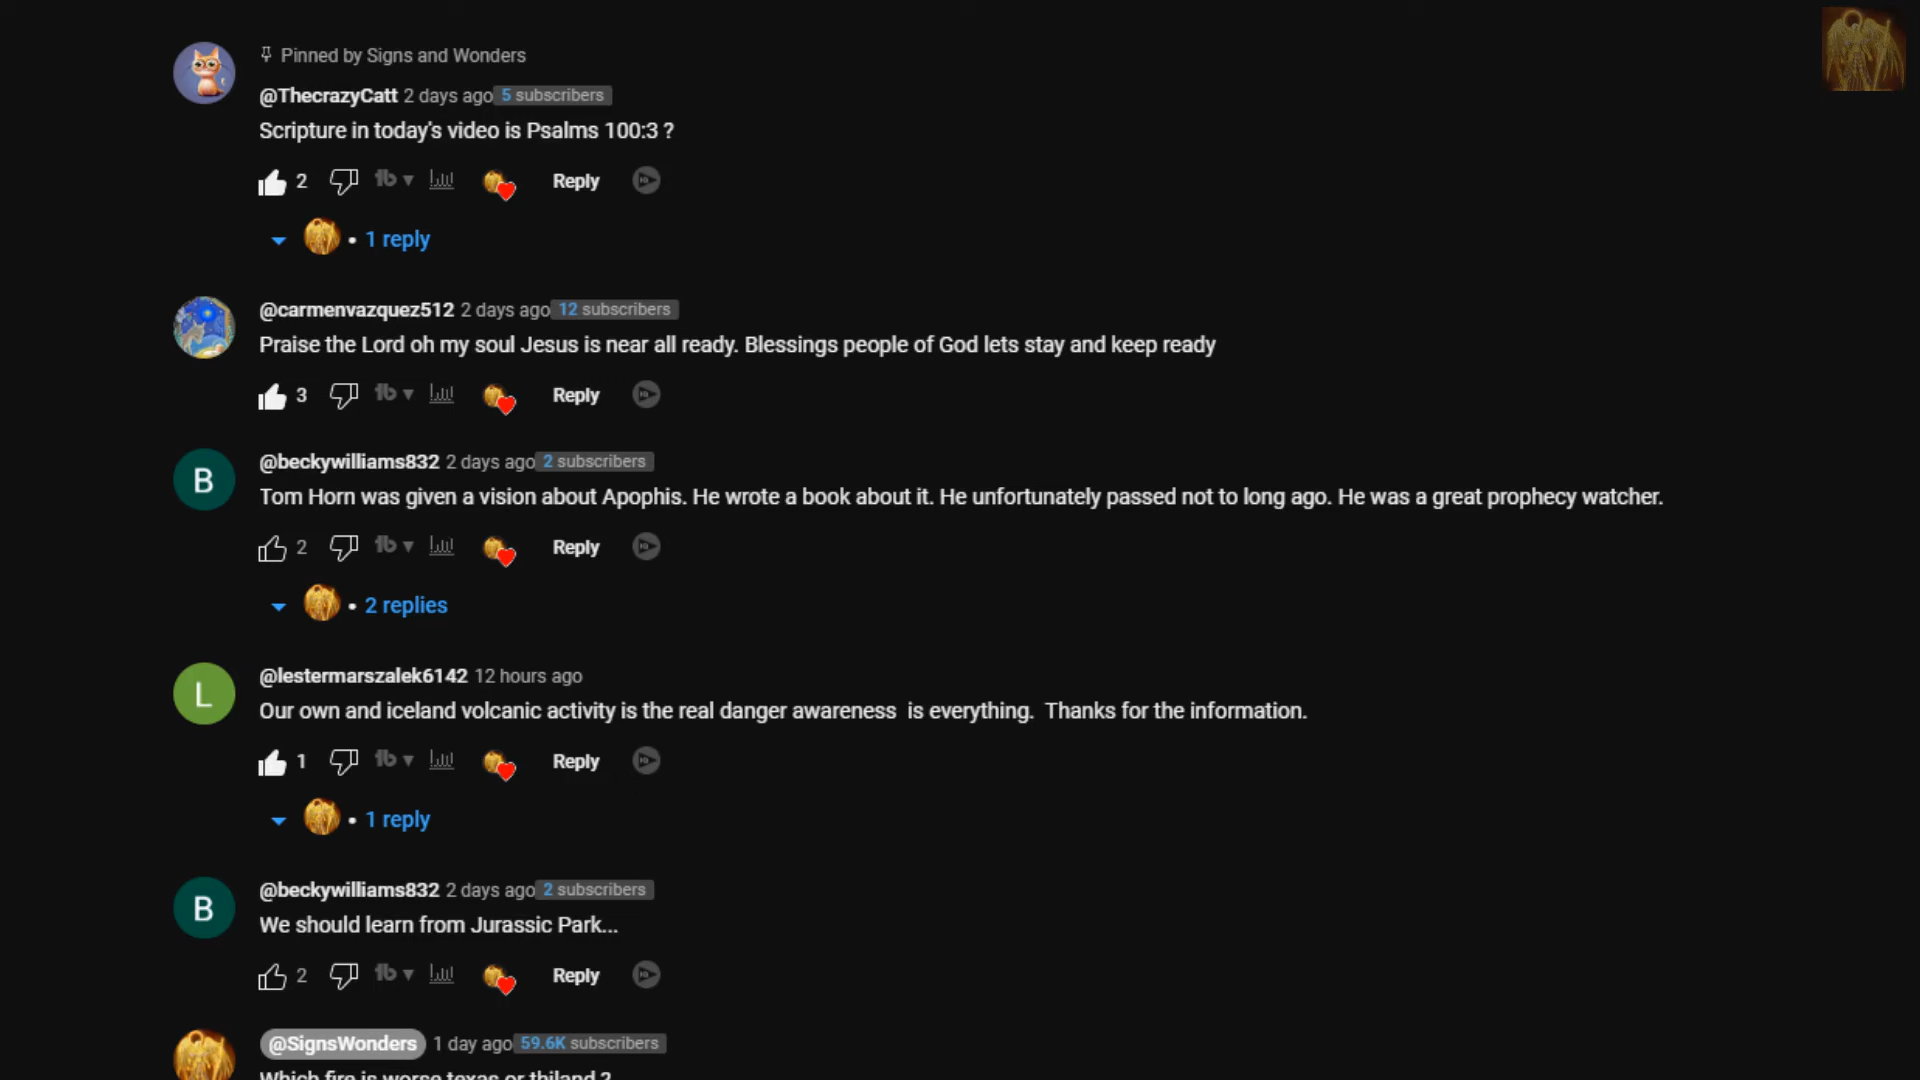 Pinned by Signs and Wonders
@ThecrazyCatt 2 days ago 5 subscribers
Scripture in today's video is Psalms 100:3 ?
2 tb Reply
• 1 reply
@carmenvazquez512 2 days ago 12 subscribers
Praise the Lord oh my soul Jesus is near all ready. Blessings people of God lets stay and keep ready
3 tb Reply
B
@beckywilliams832 2 days ago 2 subscribers
Tom Horn was given a vision about Apophis. He wrote a book about it. He unfortunately passed not to long ago. He was a great prophecy watcher.
2 tb Reply
• 2 replies
L
@lestermarszalek6142 12 hours ago
Our own and iceland volcanic activity is the real danger awareness  is everything.  Thanks for the information.
1 tb Reply
• 1 reply
B
@beckywilliams832 2 days ago 2 subscribers
We should learn from Jurassic Park...
2 tb Reply
@SignsWonders 1 day ago 59.6K subscribers
Which fire is worse texas or thiland ?